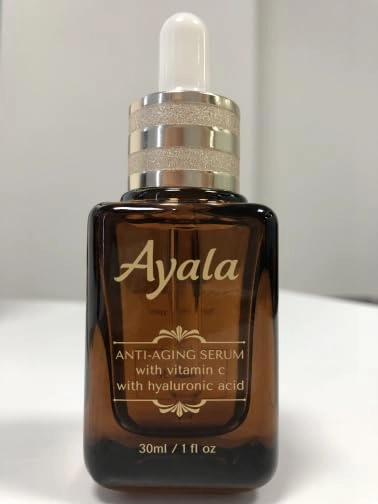 Ayala
ANTI-AGING SERUM
with vitamin c
with hyaluronic acid
30ml / 1 fl oz